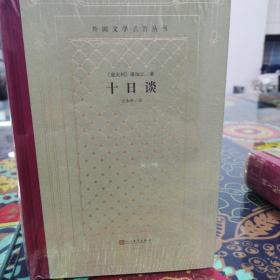 外国文学名著丛书
〔意大利〕薄伽丘 著
十日谈
王永年 译
人民文学出版社